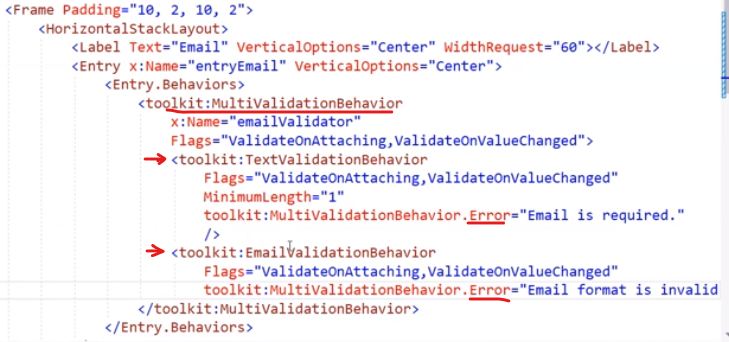 <Frame Padding="10, 2, 10, 2">
<HorizontalStackLayout>
<Label Text="Email" VerticalOptions="Center" WidthRequest="60"></Label>
<Entry x:Name="entryEmail" VerticalOptions="Center">
<Entry.Behaviors>
<toolkit:MultiValidationBehavior
x:Name="emailValidator"
Flags="ValidateOnAttaching,ValidateOnValueChanged">
<toolkit:TextValidationBehavior
Flags="ValidateOnAttaching,ValidateOnValueChanged"
MinimumLength="1"
toolkit:MultiValidationBehavior.Error="Email is required."
/>
<toolkit:EmailValidationBehavior
Flags="ValidateOnAttaching,ValidateOnValueChanged"
toolkit:MultiValidationBehavior.Error="Email format is invalid
</toolkit:MultiValidationBehavior>
</Entry.Behaviors>